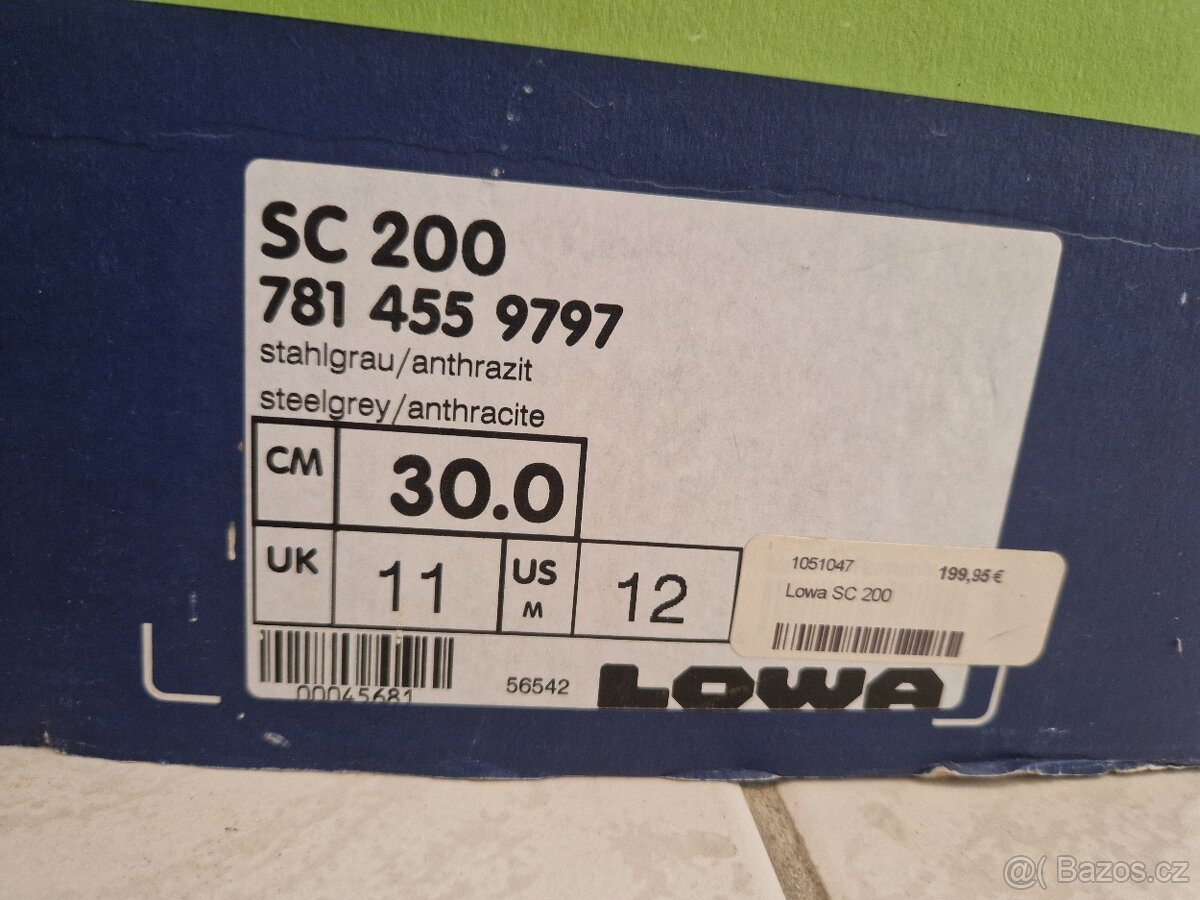 SC 200
781 455 9797
stahlgrau/anthrazit
steelgrey/anthracite
CM 30.0
UK 11 US M 12
1051047 199,95€
Lowa SC 200
00045681 56542 LOWA
@( Bazos.cz